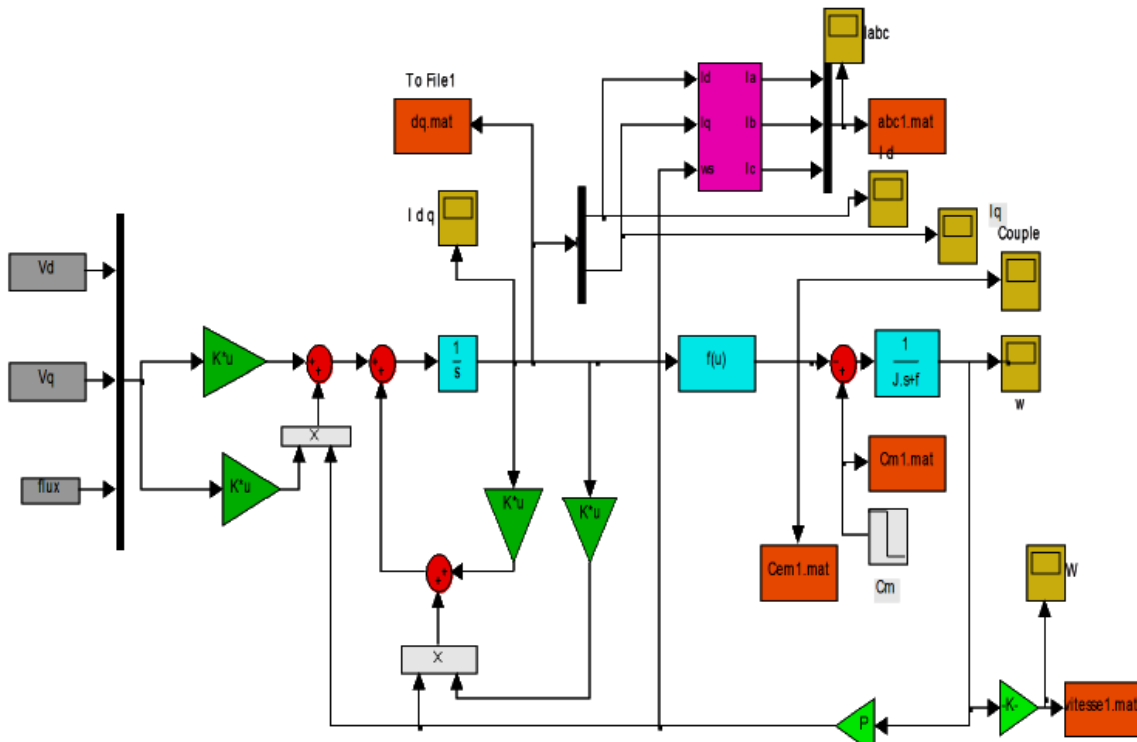 Iabc
To File1
dq.mat
Id
Ia
Iq
Ib
ws
Ic
abc1.mat
I d
I d q
Iq
Couple
Vd
Vq
flux
K*u
+
+
+
+
1
s
f(u)
-
+
1
J.s+f
w
X
K*u
Cm1.mat
K*u
K*u
+
+
Cem1.mat
Cm
W
X
P
-K-
vitesse1.mat